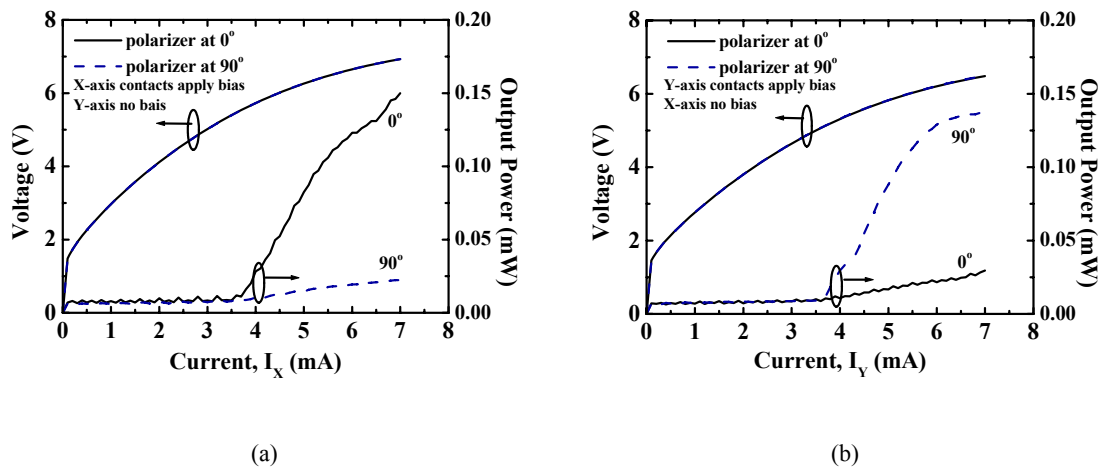 polarizer at 0°
polarizer at 90°
X-axis contacts apply bias
Y-axis no bais
0°
90°
Voltage (V)
0 2 4 6 8
Output Power (mW)
0.00 0.05 0.10 0.15 0.20
0 1 2 3 4 5 6 7 8
Current, I_X (mA)
(a)
polarizer at 0°
polarizer at 90°
Y-axis contacts apply bias
X-axis no bias
90°
0°
Voltage (V)
0 2 4 6 8
Output Power (mW)
0.00 0.05 0.10 0.15 0.20
0 1 2 3 4 5 6 7 8
Current, I_Y (mA)
(b)